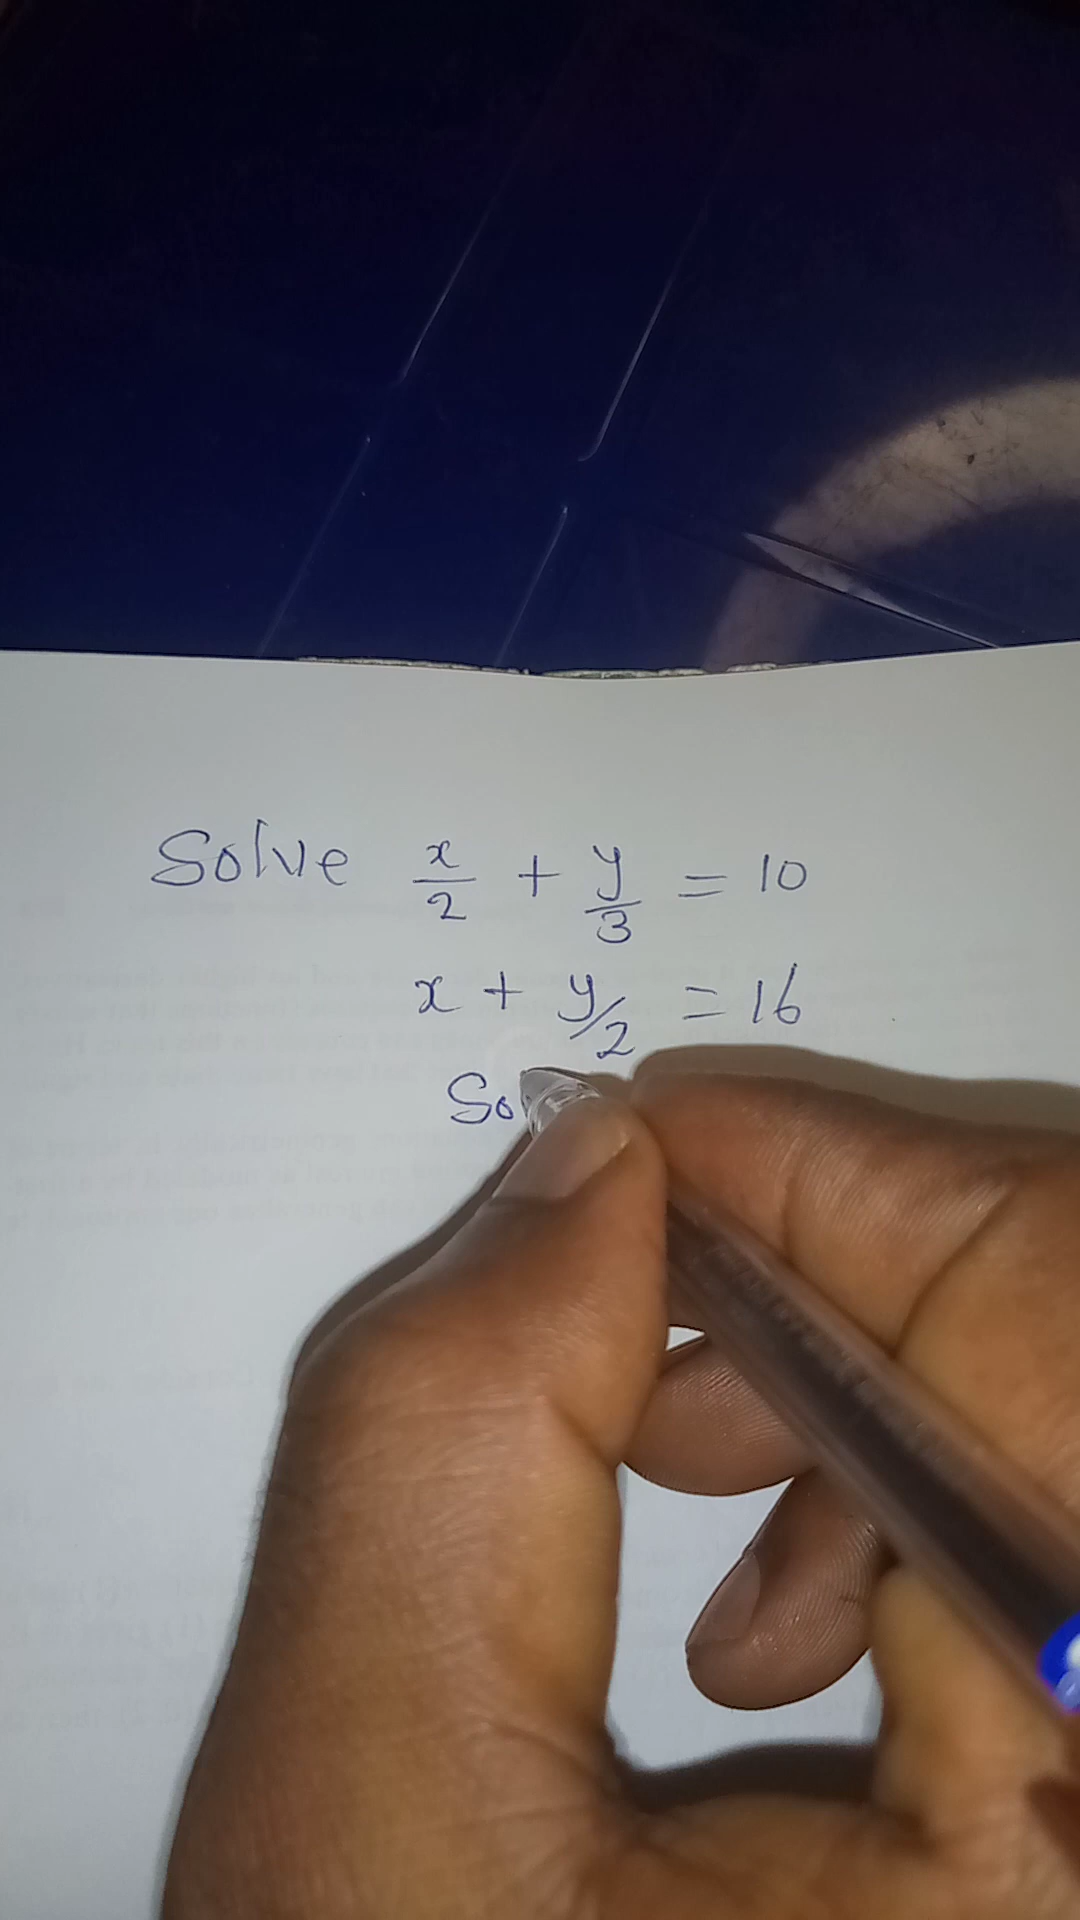 Solve x/2 + y/3 = 10
x + y/2 = 16
So